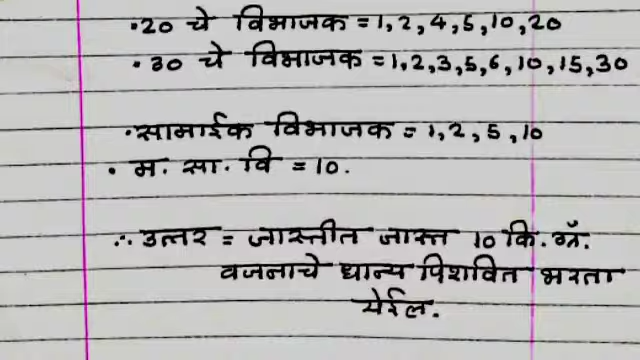 •20 चे विभाजक = 1, 2, 4, 5, 10, 20
•30 चे विभाजक = 1, 2, 3, 5, 6, 10, 15, 30
•सामाईक विभाजक = 1, 2, 5, 10
• म. सा. वि = 10.
∴ उत्तर = जास्तीत जास्त 10 कि. ग्रॅ.
वजनाचे धान्य पिशवित भरता
येईल.